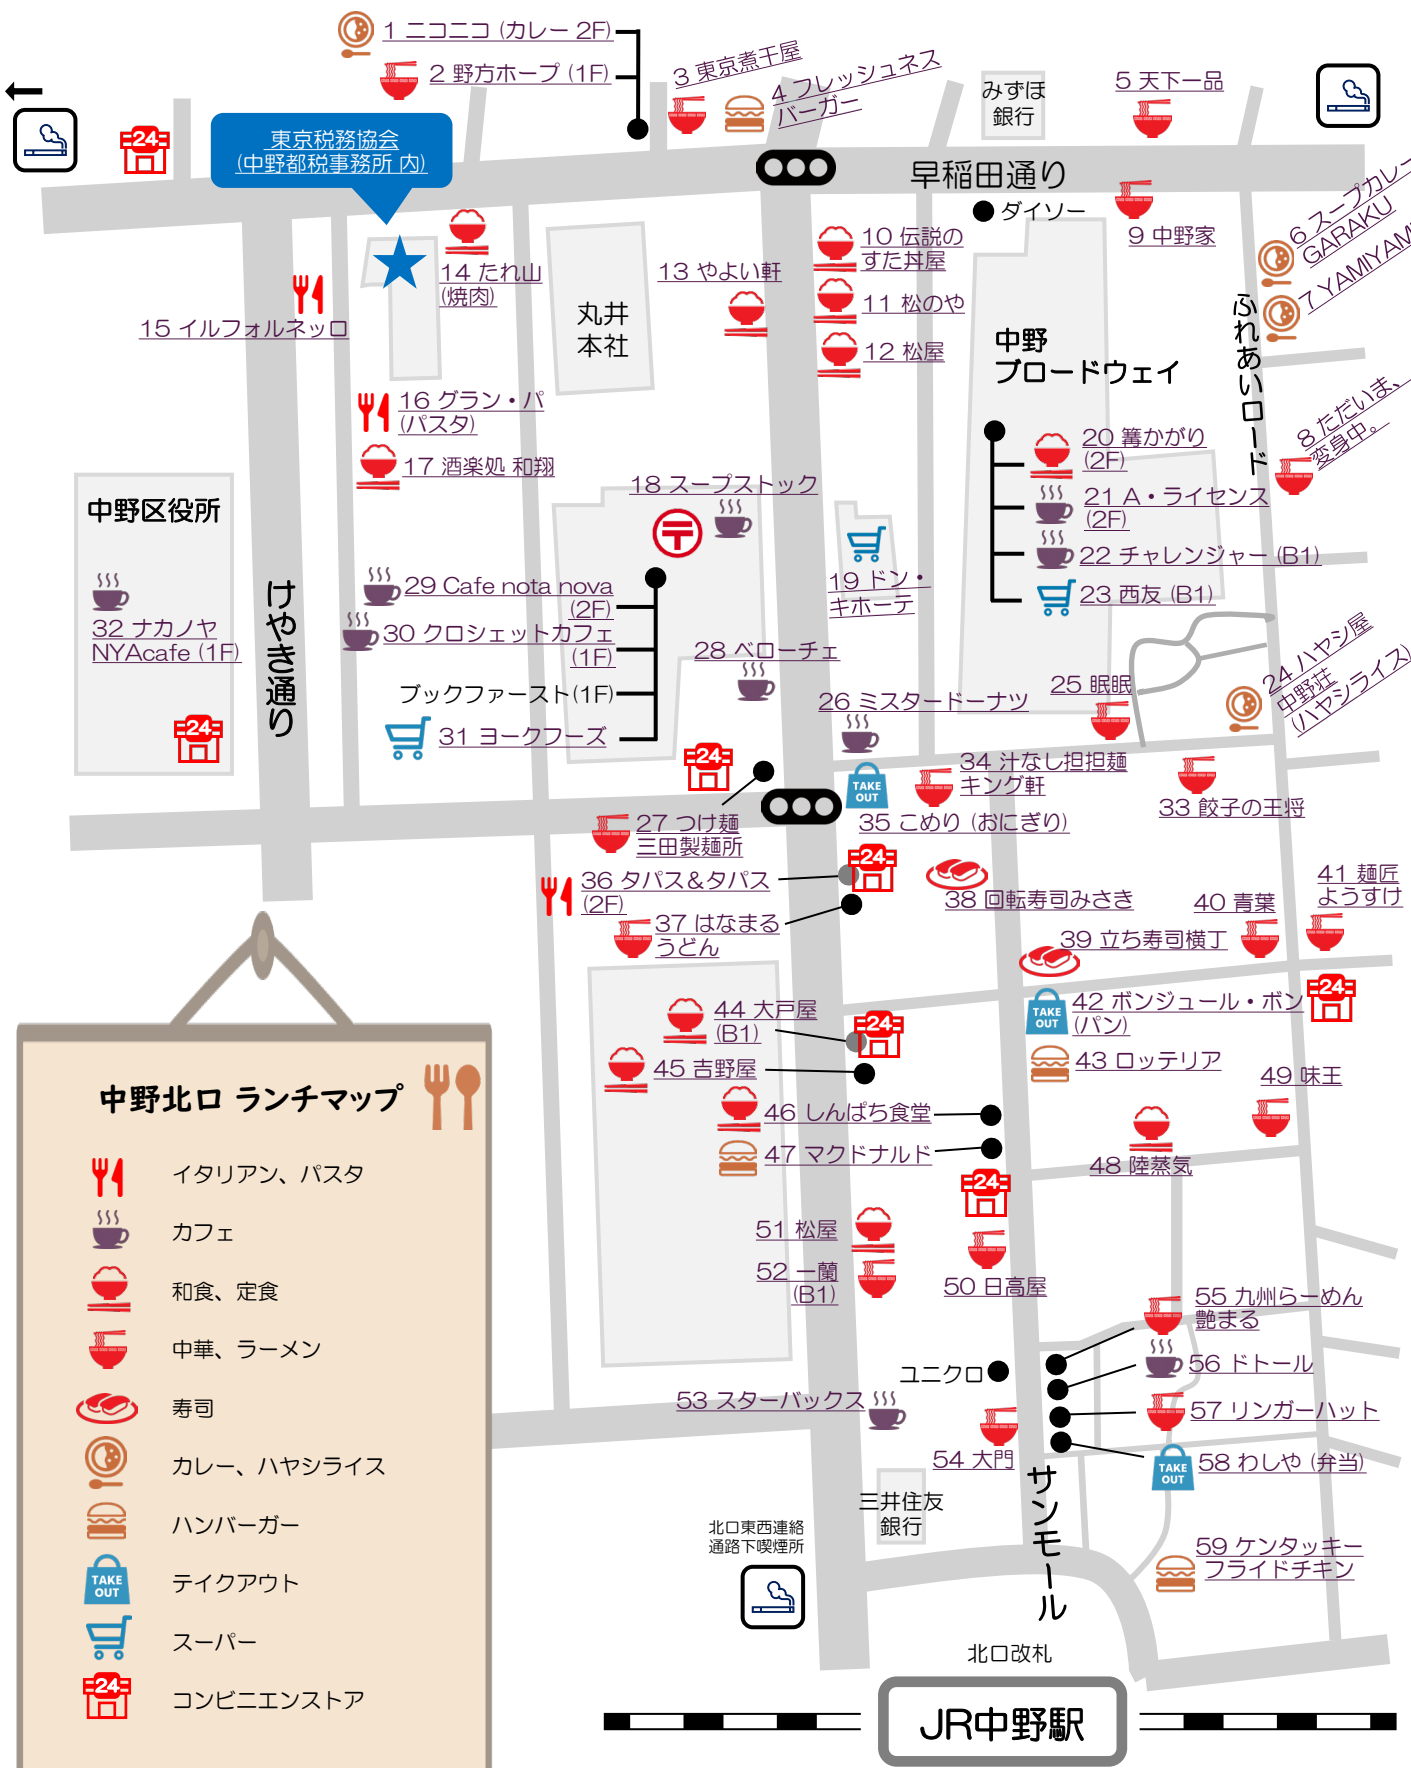 1 ニコニコ (カレー 2F)
2 野方ホープ (1F)
3 東京煮干屋
4 フレッシュネス
バーガー
みずほ
銀行
5 天下一品
24
東京税務協会
(中野都税事務所 内)
早稲田通り
ダイソー
6 スープカレー
GARAKU
7 YAMIYAMI
8 ただいま、
変身中。
9 中野家
10 伝説の
すた丼屋
11 松のや
12 松屋
13 やよい軒
14 たれ山
(焼肉)
15 イルフォルネッロ
丸井
本社
中野
ブロードウェイ
ふれあいロード
16 グラン・パ
(パスタ)
17 酒楽処 和翔
18 スープストック
19 ドン・
キホーテ
20 篝かがり
(2F)
21 A・ライセンス
(2F)
22 チャレンジャー (B1)
23 西友 (B1)
中野区役所
けやき通り
32 ナカノヤ
NYAcafe (1F)
24
29 Cafe nota nova
(2F)
30 クロシェットカフェ
(1F)
ブックファースト(1F)
31 ヨークフーズ
28 ベローチェ
24 ハヤシ屋
中野荘
(ハヤシライス)
25 眠眠
26 ミスタードーナツ
24
27 つけ麺
三田製麺所
TAKE
OUT
34 汁なし担担麺
キング軒
35 こめり (おにぎり)
33 餃子の王将
36 タパス&タパス
(2F)
24
37 はなまる
うどん
38 回転寿司みさき
39 立ち寿司横丁
40 青葉
41 麺匠
ようすけ
TAKE
OUT
42 ボンジュール・ボン
(パン)
24
43 ロッテリア
44 大戸屋
(B1)
24
45 吉野屋
46 しんぱち食堂
47 マクドナルド
24
48 陸蒸気
49 味王
50 日高屋
51 松屋
52 一蘭
(B1)
53 スターバックス
ユニクロ
54 大門
55 九州らーめん
艶まる
56 ドトール
57 リンガーハット
TAKE
OUT
58 わしや (弁当)
サンモール
三井住友
銀行
北口東西連絡
通路下喫煙所
59 ケンタッキー
フライドチキン
北口改札
JR中野駅
中野北口 ランチマップ
イタリアン、パスタ
カフェ
和食、定食
中華、ラーメン
寿司
カレー、ハヤシライス
ハンバーガー
TAKE
OUT
テイクアウト
スーパー
24
コンビニエンストア